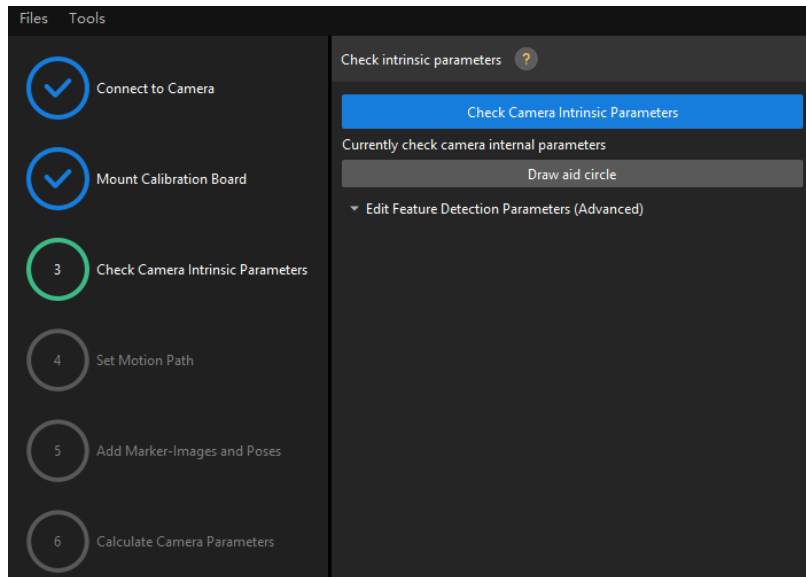 Files Tools
Connect to Camera
Mount Calibration Board
3 Check Camera Intrinsic Parameters
4 Set Motion Path
5 Add Marker-Images and Poses
6 Calculate Camera Parameters
Check intrinsic parameters ?
Check Camera Intrinsic Parameters
Currently check camera internal parameters
Draw aid circle
Edit Feature Detection Parameters (Advanced)